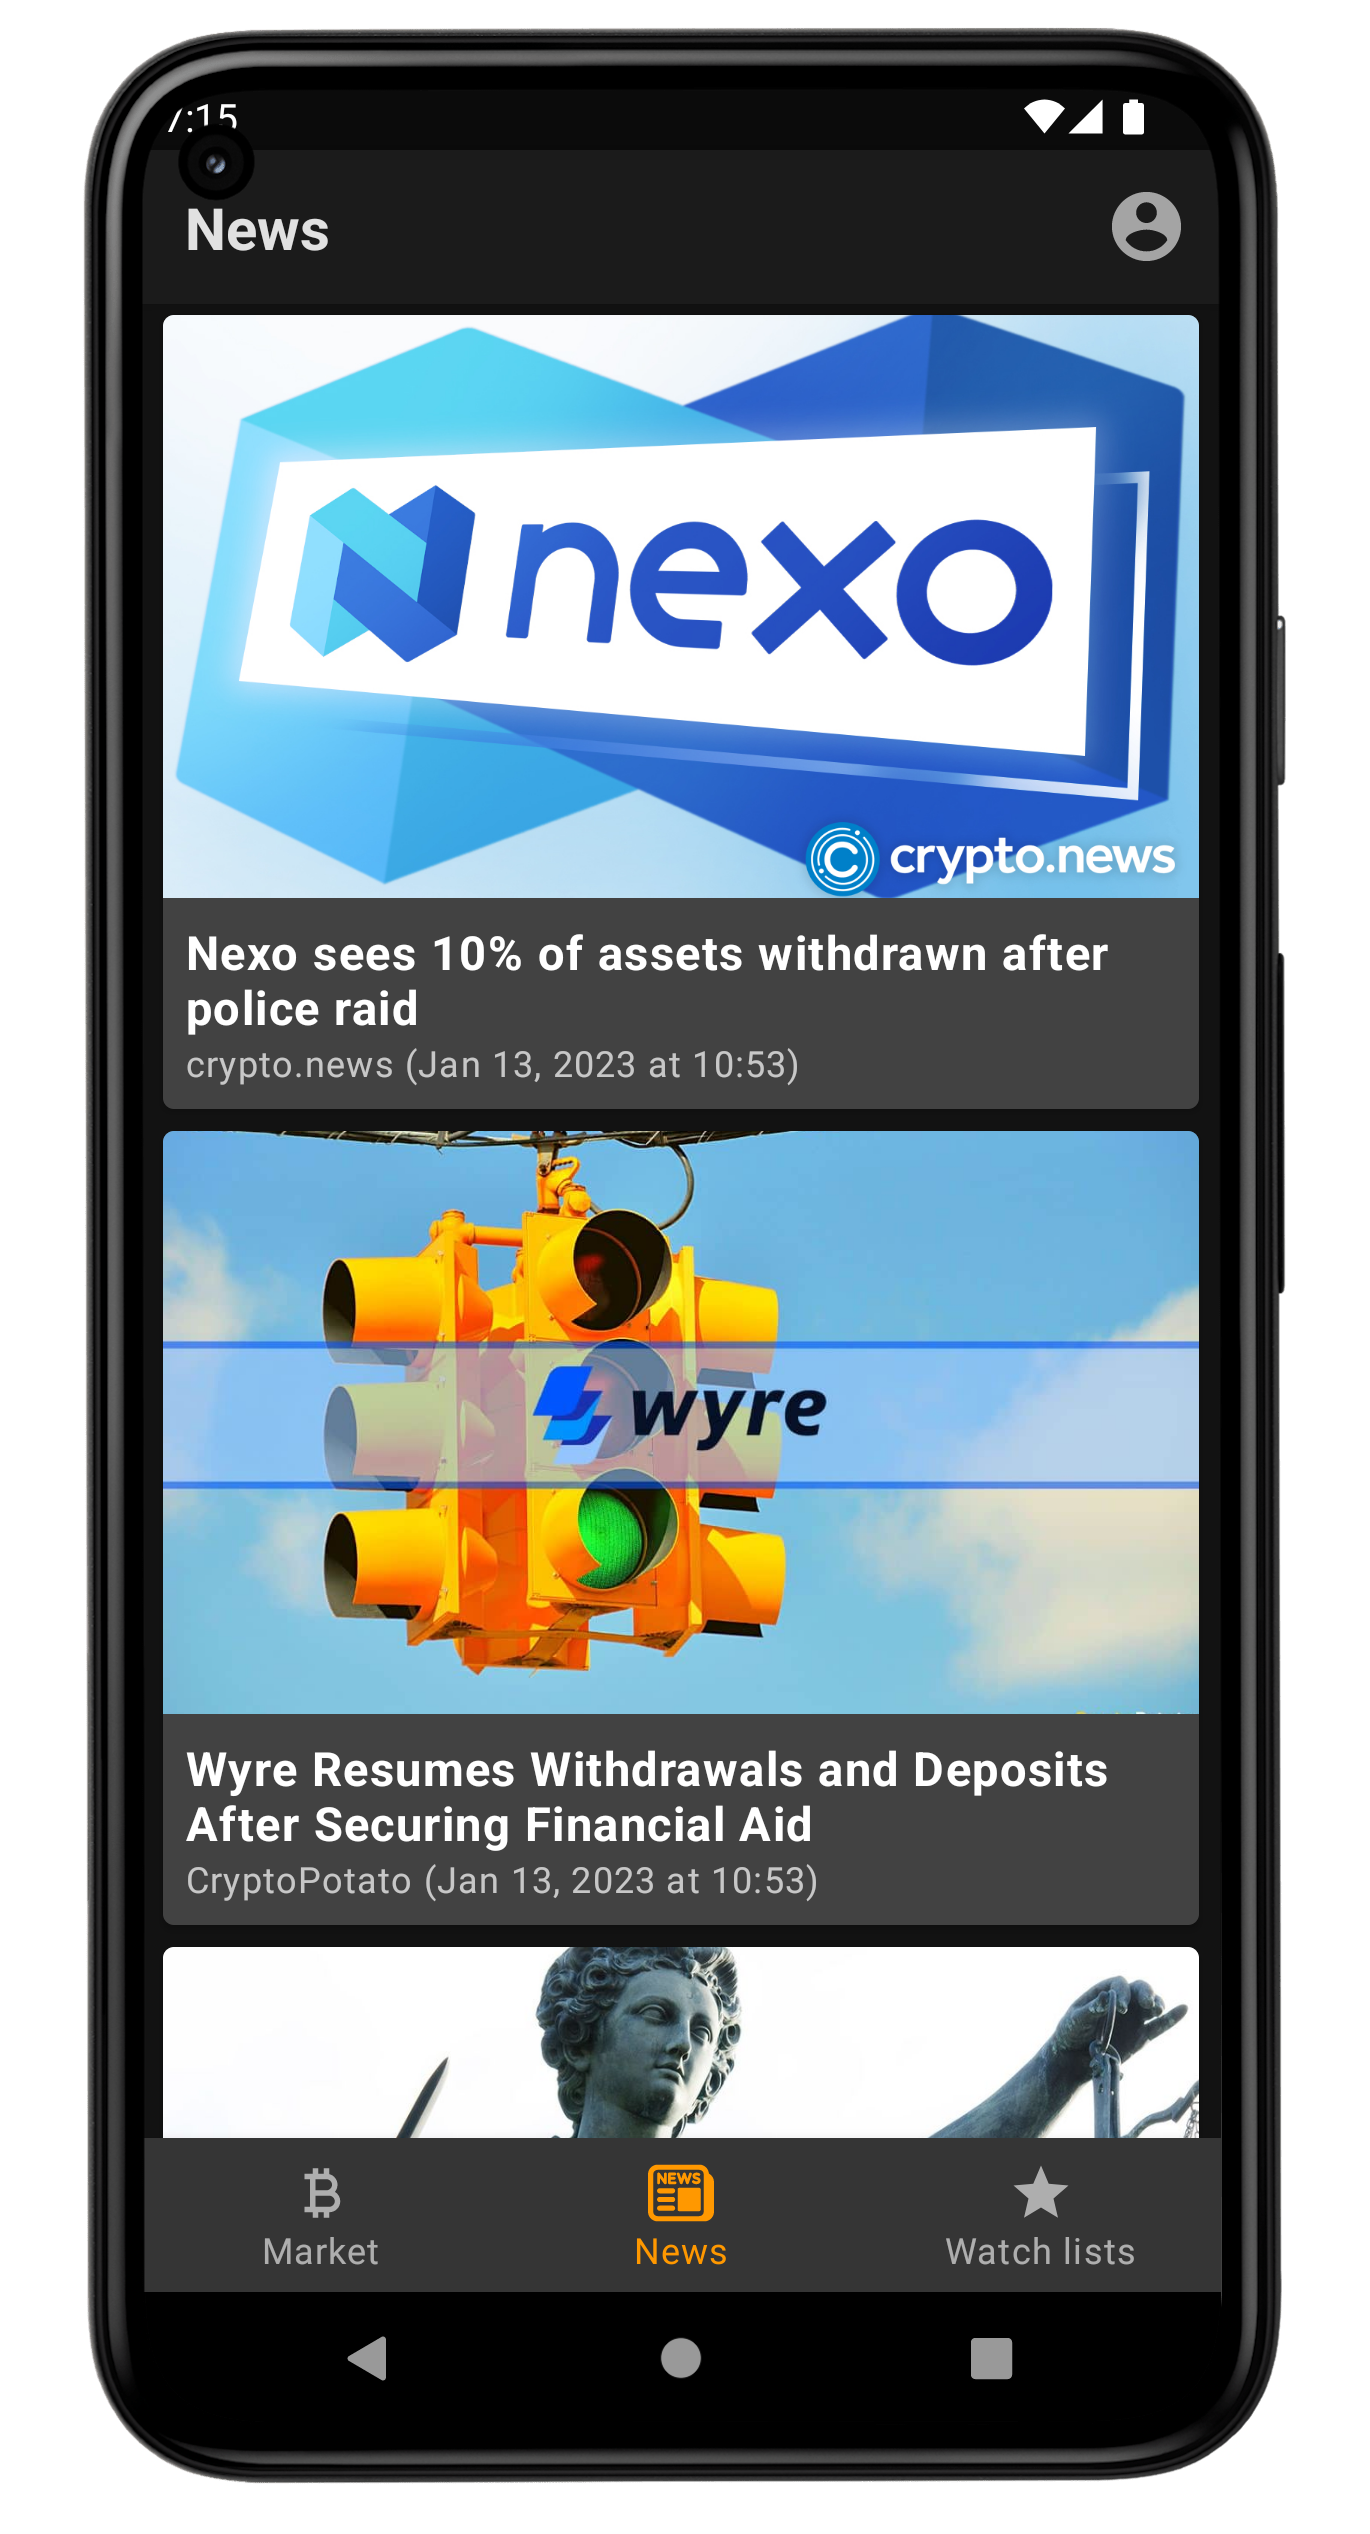 7:15
News
nexo
crypto.news
Nexo sees 10% of assets withdrawn after
police raid
crypto.news (Jan 13, 2023 at 10:53)
wyre
Wyre Resumes Withdrawals and Deposits
After Securing Financial Aid
CryptoPotato (Jan 13, 2023 at 10:53)
NEWS
Market
News
Watch lists